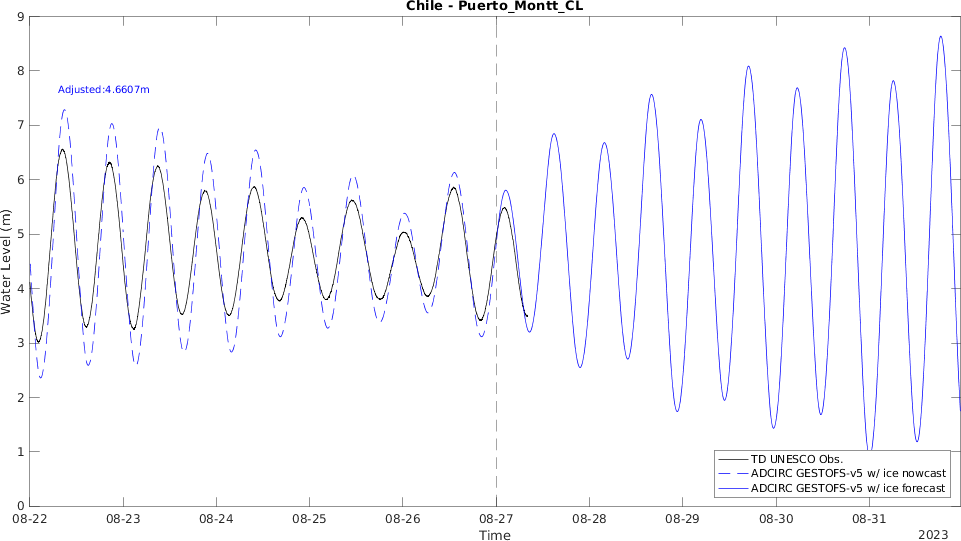 Chile - Puerto_Montt_CL
Adjusted:4.6607m
Water Level (m)
9
8
7
6
5
4
3
2
1
0
TD UNESCO Obs.
ADCIRC GESTOFS-v5 w/ ice nowcast
ADCIRC GESTOFS-v5 w/ ice forecast
08-22 08-23 08-24 08-25 08-26 08-27 08-28 08-29 08-30 08-31
Time
2023